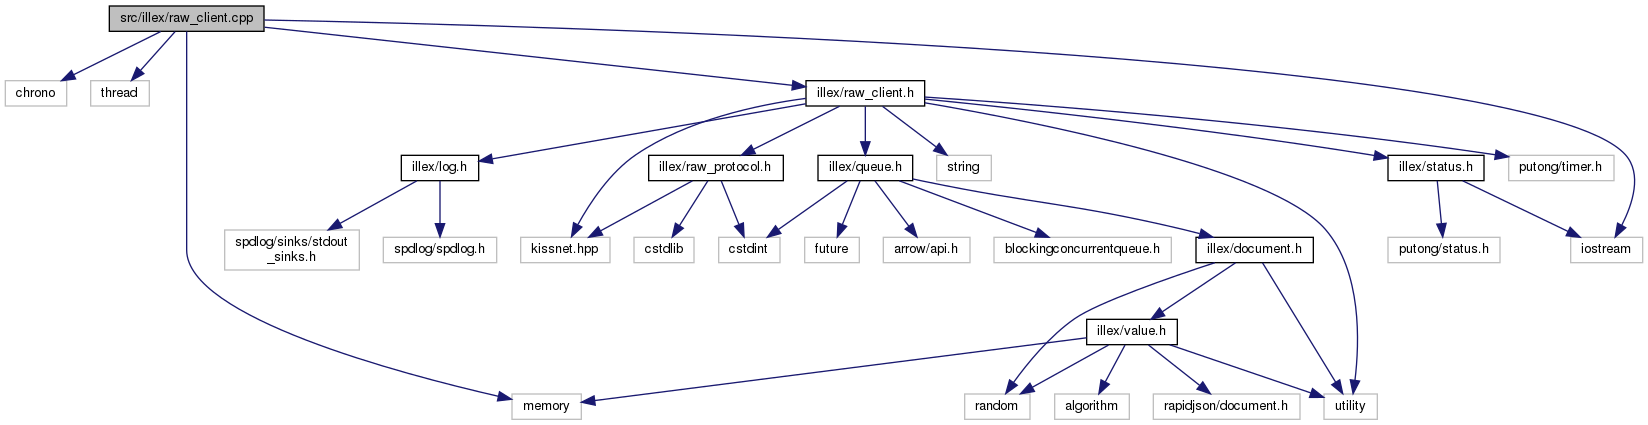 src/illex/raw_client.cpp
chrono
thread
illex/raw_client.h
illex/log.h
illex/raw_protocol.h
illex/queue.h
string
illex/status.h
putong/timer.h
spdlog/sinks/stdout
_sinks.h
spdlog/spdlog.h
kissnet.hpp
cstdlib
cstdint
future
arrow/api.h
blockingconcurrentqueue.h
illex/document.h
putong/status.h
iostream
illex/value.h
memory
random
algorithm
rapidjson/document.h
utility